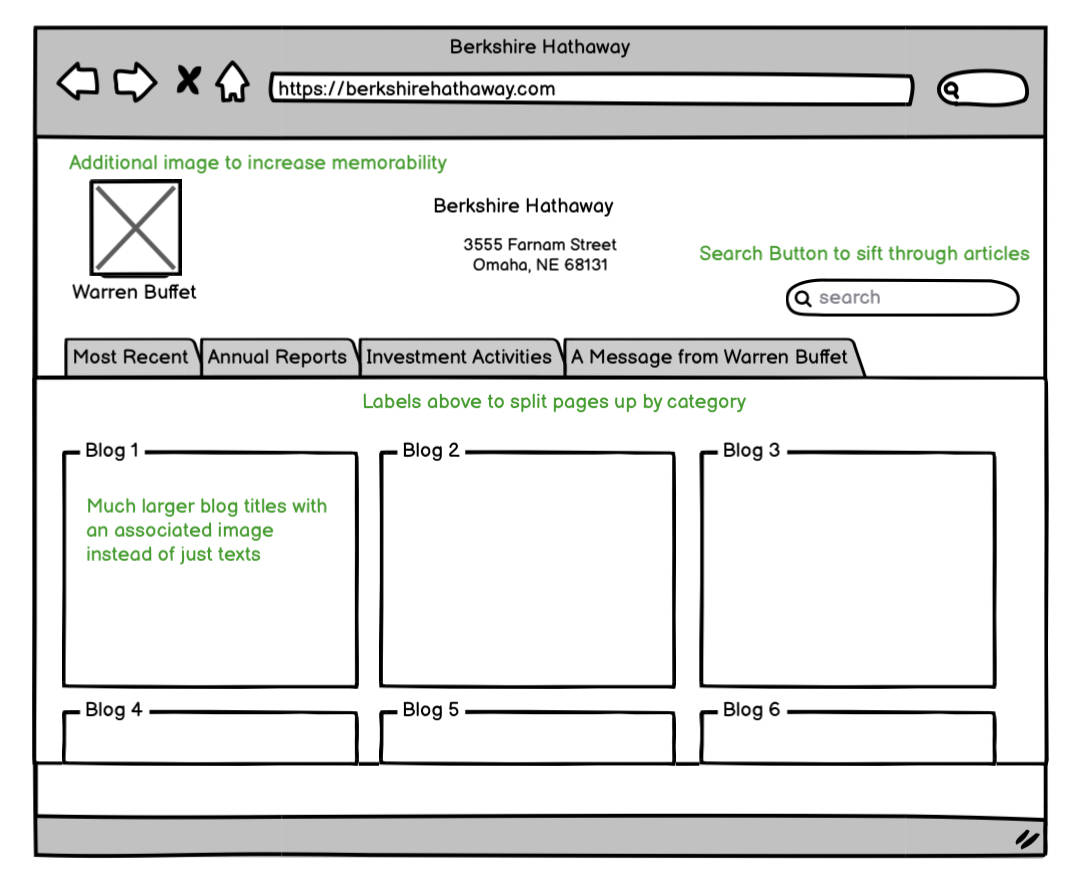 Berkshire Hathaway
https://berkshirehathaway.com
Additional image to increase memorability
Berkshire Hathaway
3555 Farnam Street
Omaha, NE 68131
Search Button to sift through articles
Warren Buffet
search
Most Recent
Annual Reports
Investment Activities
A Message from Warren Buffet
Labels above to split pages up by category
Blog 1
Blog 2
Blog 3
Much larger blog titles with
an associated image
instead of just texts
Blog 4
Blog 5
Blog 6